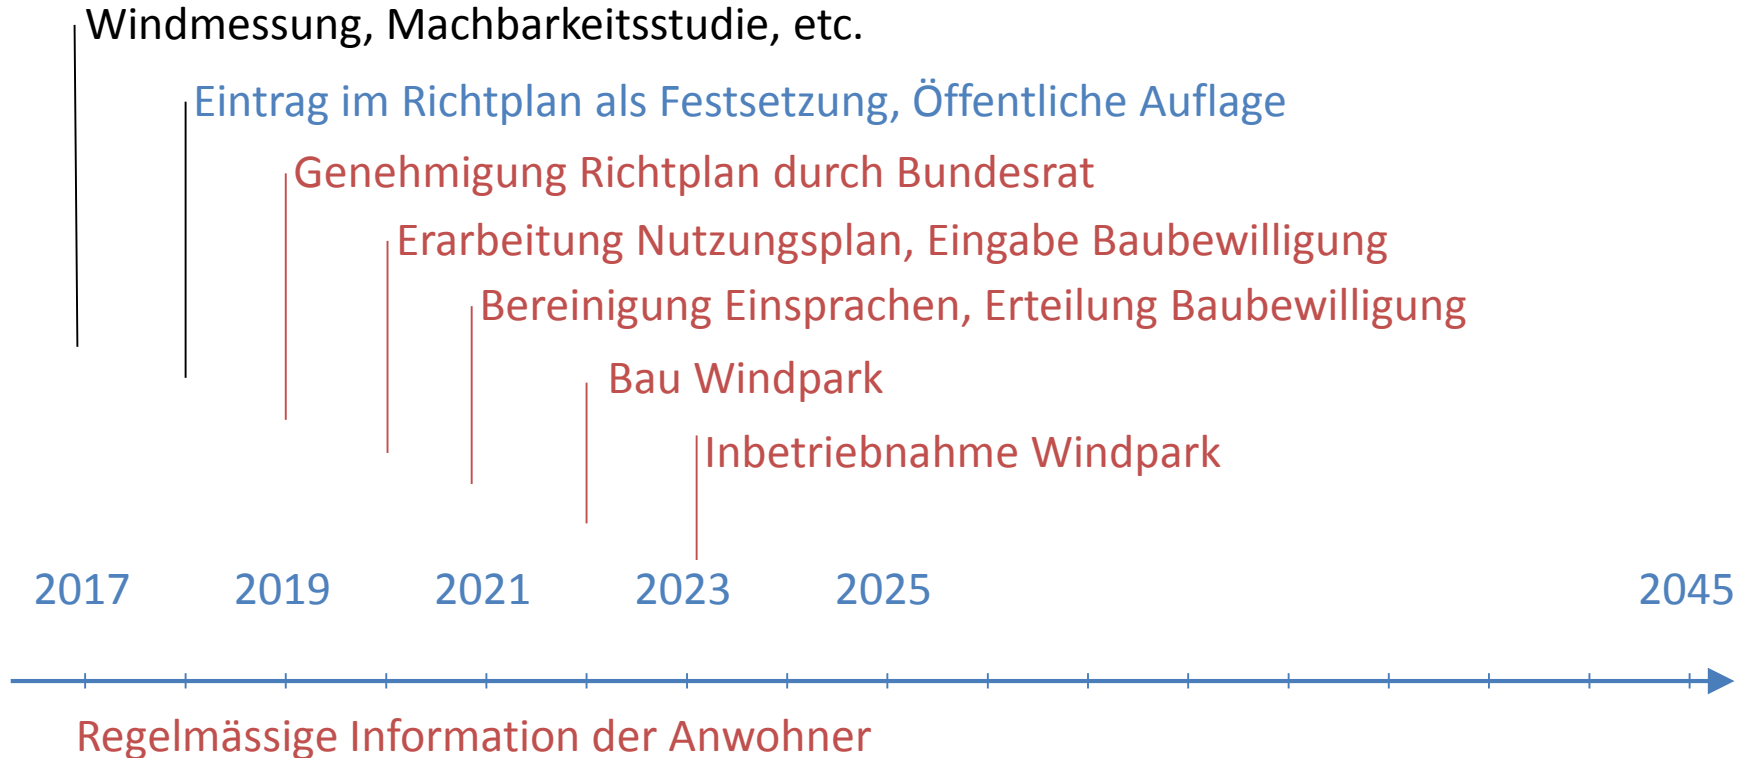 Windmessung, Machbarkeitsstudie, etc.
Eintrag im Richtplan als Festsetzung, Öffentliche Auflage
Genehmigung Richtplan durch Bundesrat
Erarbeitung Nutzungsplan, Eingabe Baubewilligung
Bereinigung Einsprachen, Erteilung Baubewilligung
Bau Windpark
Inbetriebnahme Windpark
2017 2019 2021 2023 2025 2045
Regelmässige Information der Anwohner